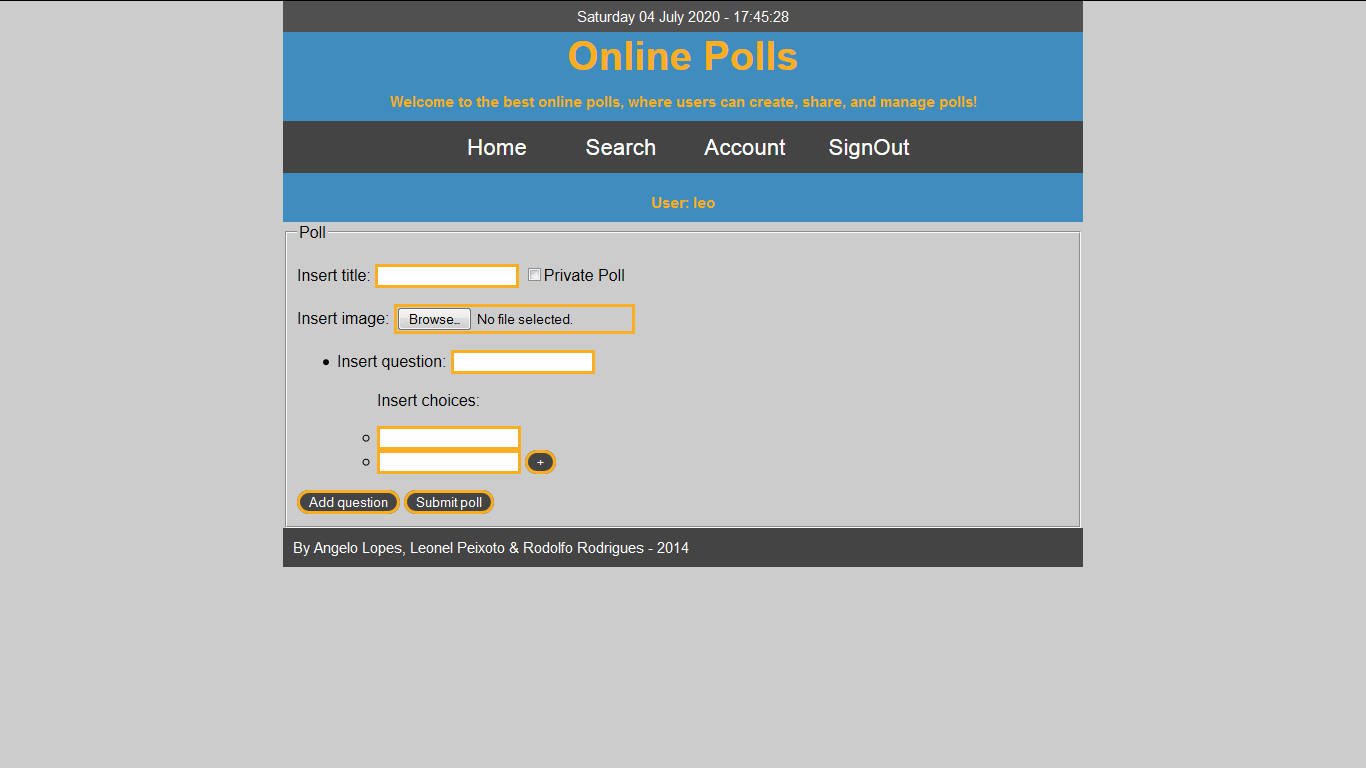 Saturday 04 July 2020 - 17:45:28
Online Polls
Welcome to the best online polls, where users can create, share, and manage polls!
Home Search Account SignOut
User: leo
Poll
Insert title: Private Poll
Insert image: Browse... No file selected.
Insert question:
Insert choices:
+
Add question Submit poll
By Angelo Lopes, Leonel Peixoto & Rodolfo Rodrigues - 2014